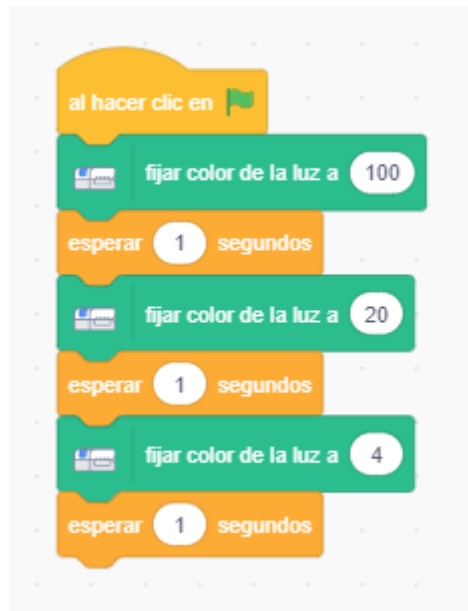 al hacer clic en
fijar color de la luz a 100
esperar 1 segundos
fijar color de la luz a 20
esperar 1 segundos
fijar color de la luz a 4
esperar 1 segundos